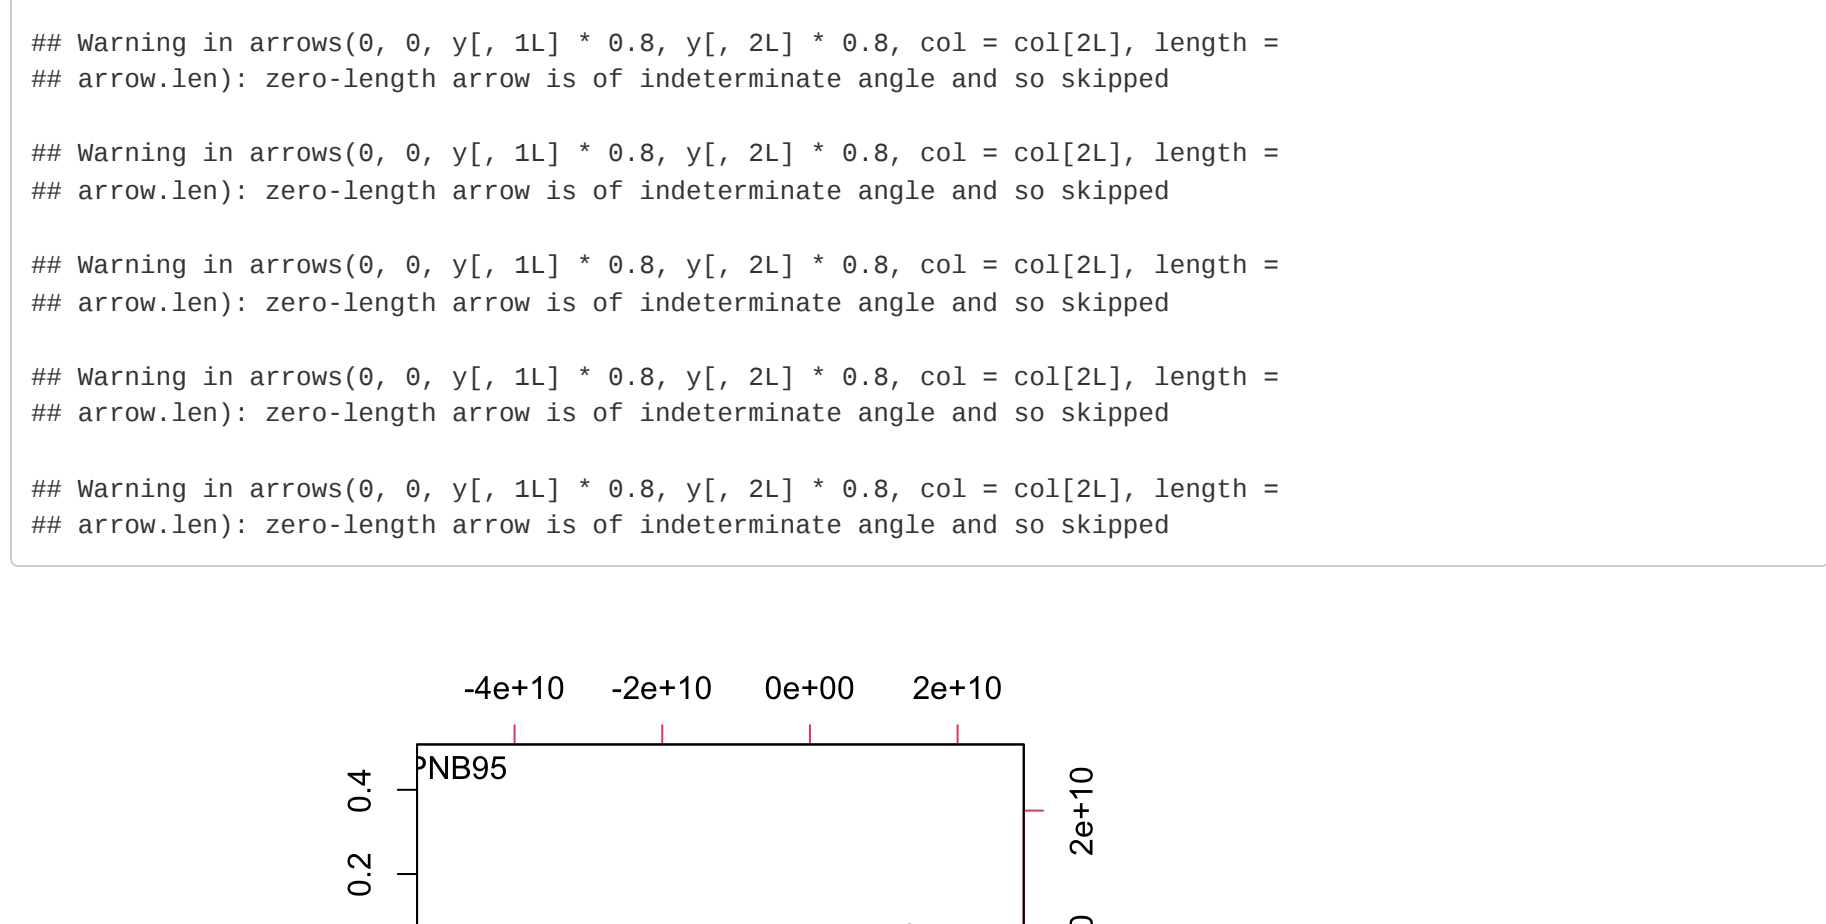 ## Warning in arrows(0, 0, y[, 1L] * 0.8, y[, 2L] * 0.8, col = col[2L], length =
## arrow.len): zero-length arrow is of indeterminate angle and so skipped
## Warning in arrows(0, 0, y[, 1L] * 0.8, y[, 2L] * 0.8, col = col[2L], length =
## arrow.len): zero-length arrow is of indeterminate angle and so skipped
## Warning in arrows(0, 0, y[, 1L] * 0.8, y[, 2L] * 0.8, col = col[2L], length =
## arrow.len): zero-length arrow is of indeterminate angle and so skipped
## Warning in arrows(0, 0, y[, 1L] * 0.8, y[, 2L] * 0.8, col = col[2L], length =
## arrow.len): zero-length arrow is of indeterminate angle and so skipped
## Warning in arrows(0, 0, y[, 1L] * 0.8, y[, 2L] * 0.8, col = col[2L], length =
## arrow.len): zero-length arrow is of indeterminate angle and so skipped
-4e+10 -2e+10 0e+00 2e+10
PNB95
0.4
2e+10
0.2